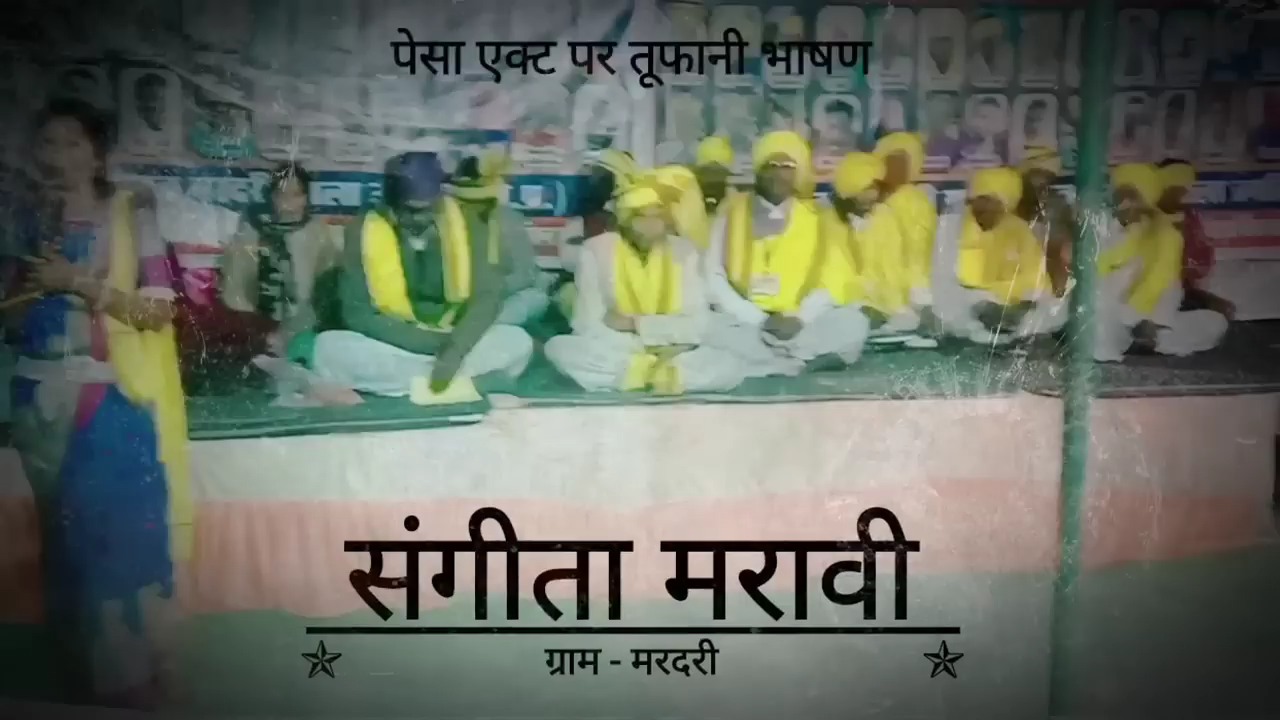 पेसा एक्ट पर तूफानी भाषण
संगीता मरावी
ग्राम - मरदरी